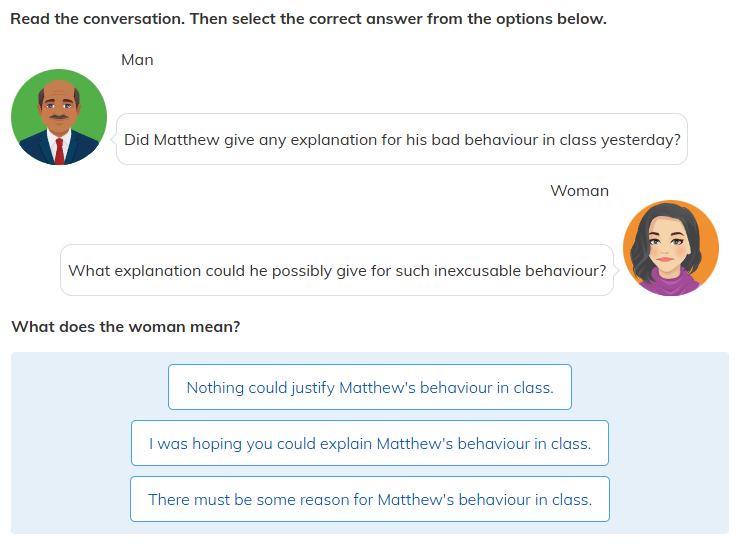 Read the conversation. Then select the correct answer from the options below.
Man
Did Matthew give any explanation for his bad behaviour in class yesterday?
Woman
What explanation could he possibly give for such inexcusable behaviour?
What does the woman mean?
Nothing could justify Matthew's behaviour in class.
I was hoping you could explain Matthew's behaviour in class.
There must be some reason for Matthew's behaviour in class.